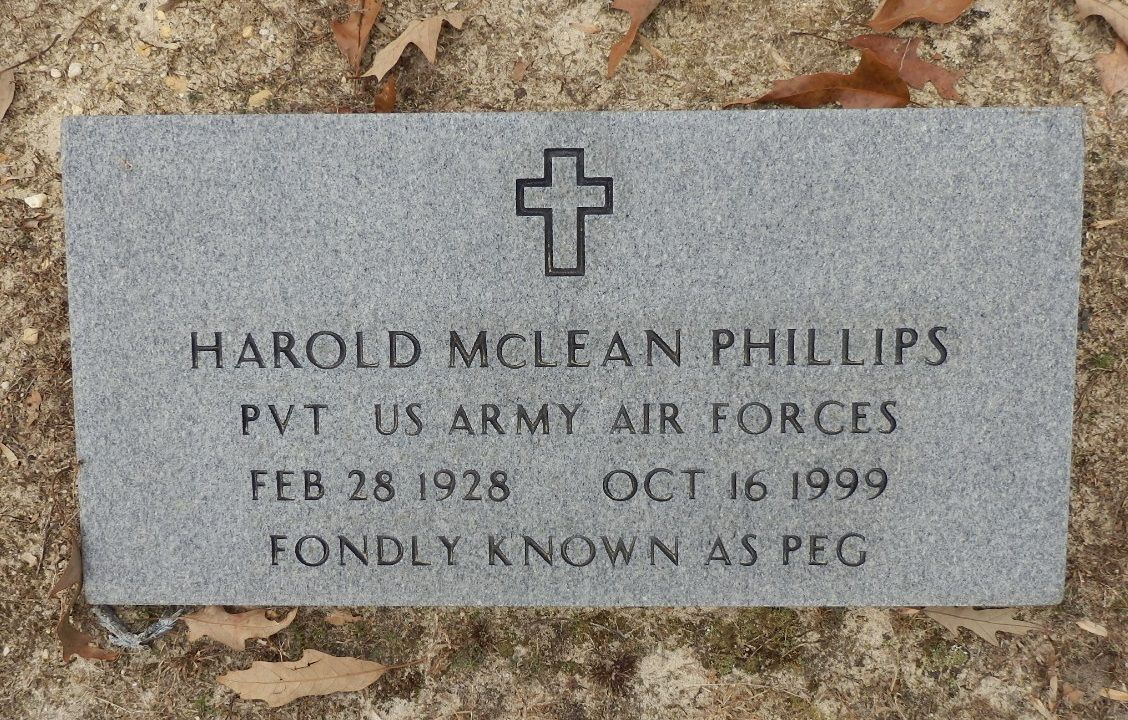 HAROLD McLEAN PHILLIPS
PVT US ARMY AIR FORCES
FEB 28 1928 OCT 16 1999
FONDLY KNOWN AS PEG